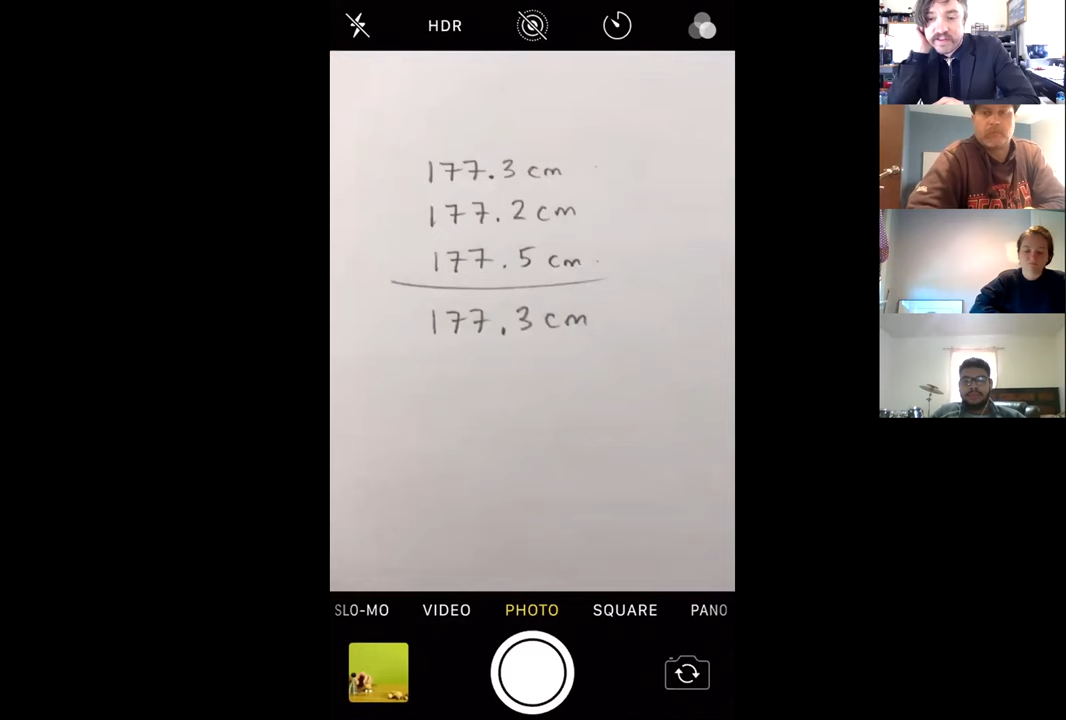 HDR
177.3 cm
177.2 cm
177.5 cm
177.3 cm
SLO-MO VIDEO PHOTO SQUARE PANO